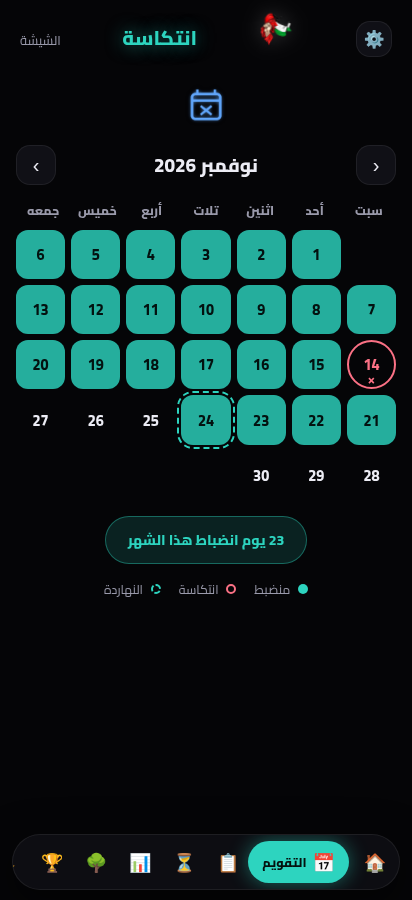 انتكاسة
الشيشة
نوفمبر 2026
سبت أحد اثنين تلات أربع خميس جمعه
1 2 3 4 5 6
7 8 9 10 11 12 13
14 15 16 17 18 19 20
21 22 23 24 25 26 27
28 29 30
23 يوم انضباط هذا الشهر
منضبط انتكاسة النهاردة
التقويم